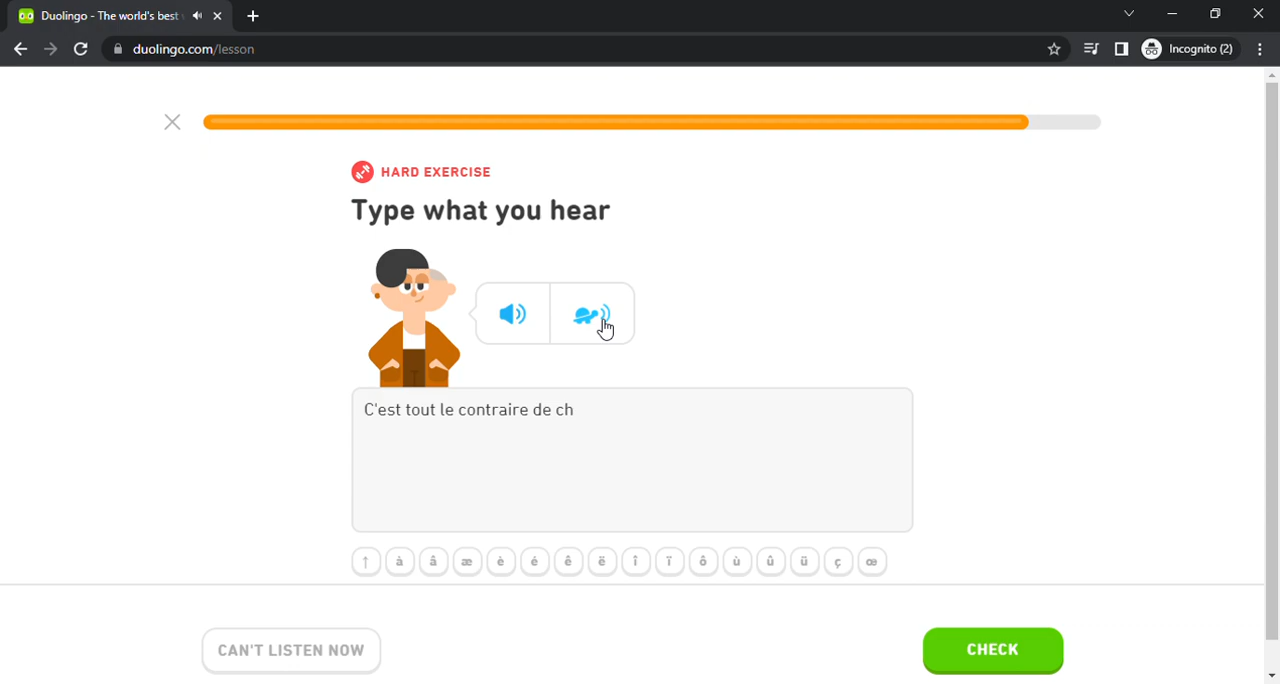 Duolingo - The world's best
duolingo.com/lesson
Incognito (2)
HARD EXERCISE
Type what you hear
C'est tout le contraire de ch
↑ à â æ è é ê ë î ï ô ù û ü ç œ
CAN'T LISTEN NOW
CHECK